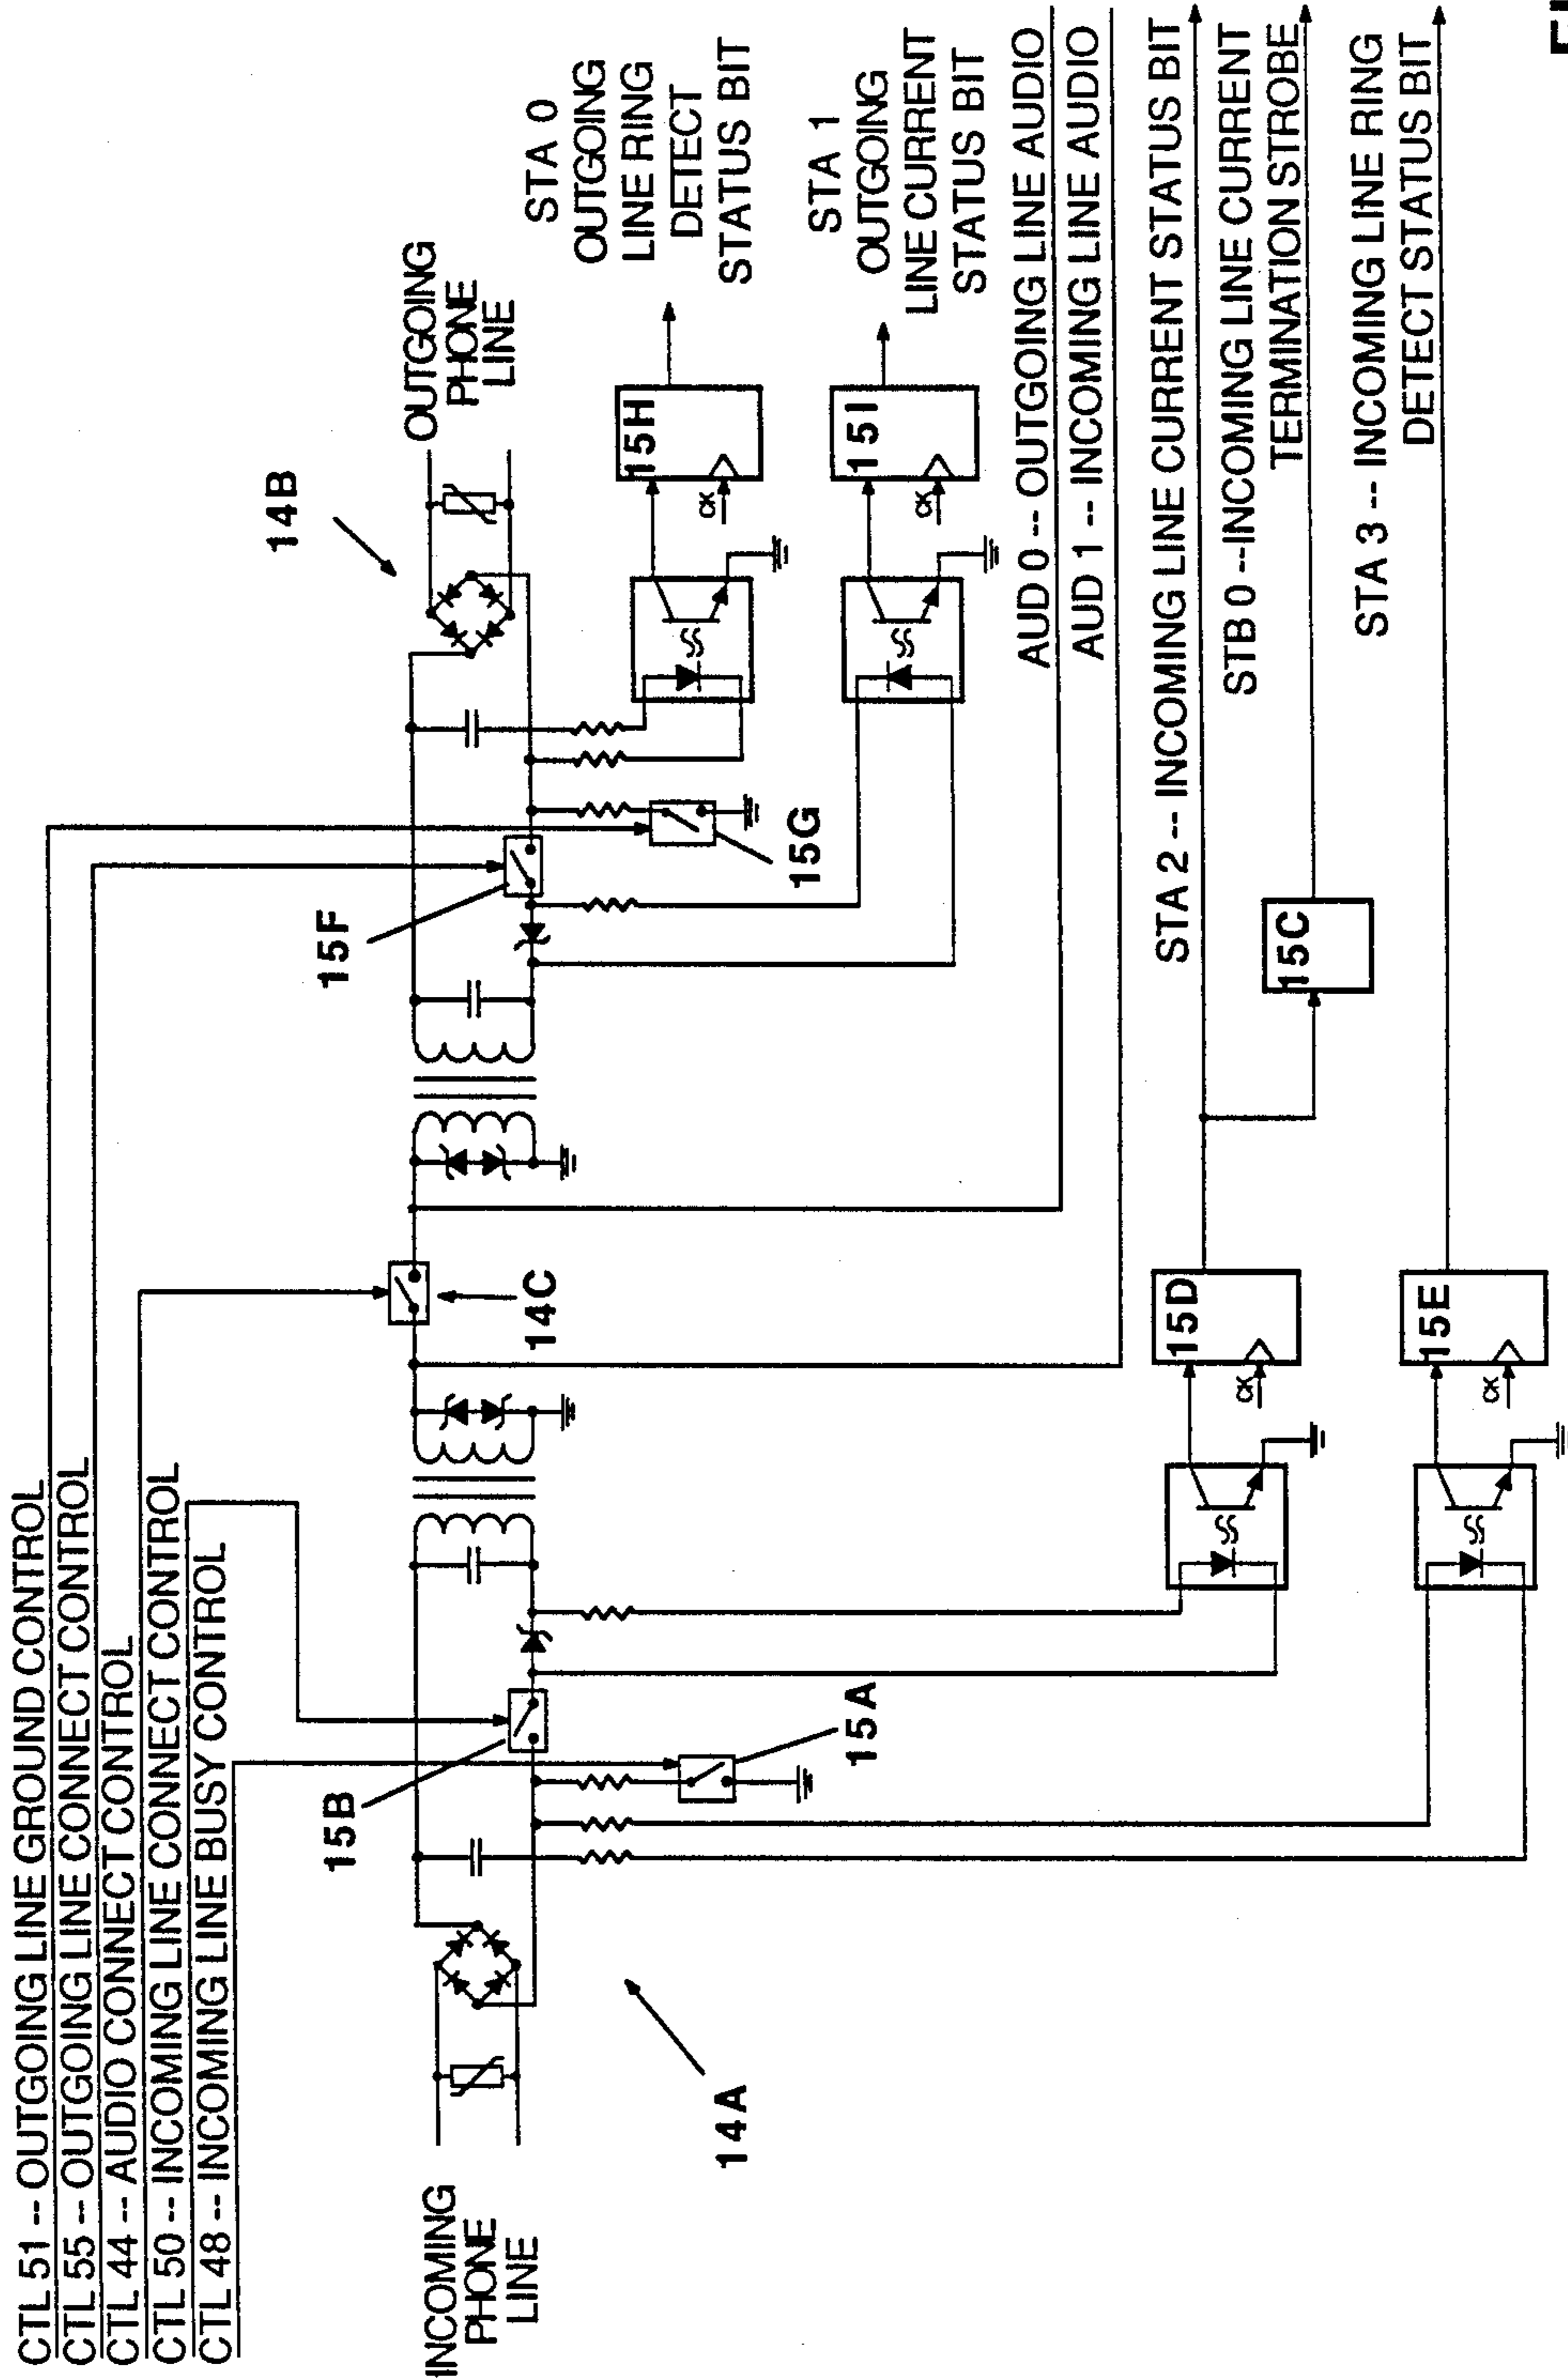 CTL 51 -- OUTGOING LINE GROUND CONTROL
CTL 55 -- OUTGOING LINE CONNECT CONTROL
CTL 44 -- AUDIO CONNECT CONTROL
CTL 50 -- INCOMING LINE CONNECT CONTROL
CTL 48 -- INCOMING LINE BUSY CONTROL
INCOMING
PHONE
LINE
14A
15B
15A
14C
15F
15G
14B
OUTGOING
PHONE
LINE
15H
CK
STA 0
OUTGOING
LINE RING
DETECT
STATUS BIT
15I
CK
STA 1
OUTGOING
LINE CURRENT
STATUS BIT
AUD 0 -- OUTGOING LINE AUDIO
AUD 1 -- INCOMING LINE AUDIO
15D
CK
STA 2 -- INCOMING LINE CURRENT STATUS BIT
15C
STB 0 --INCOMING LINE CURRENT
TERMINATION STROBE
15E
CK
STA 3 -- INCOMING LINE RING
DETECT STATUS BIT